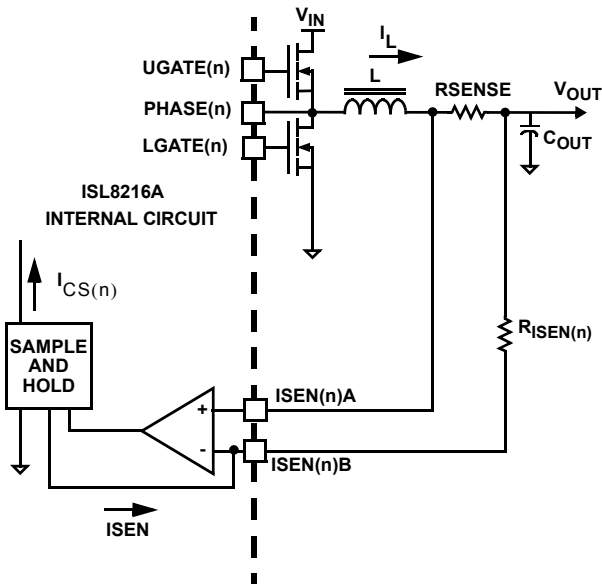 V_IN
I_L
UGATE(n)
L
RSENSE
V_OUT
PHASE(n)
C_OUT
LGATE(n)
ISL8216A
INTERNAL CIRCUIT
I_CS(n)
R_ISEN(n)
SAMPLE
AND
HOLD
+
ISEN(n)A
-
ISEN(n)B
ISEN